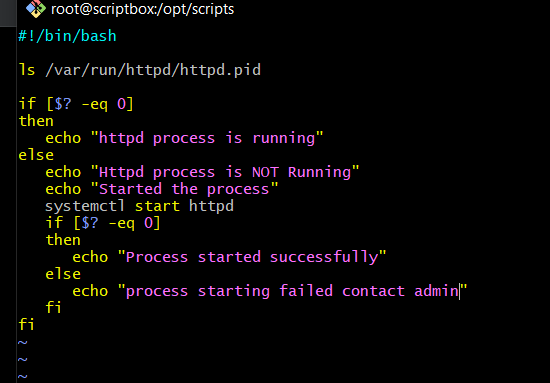 root@scriptbox:/opt/scripts
#!/bin/bash

ls /var/run/httpd/httpd.pid

if [$? -eq 0]
then
   echo "httpd process is running"
else
     echo "Httpd process is NOT Running"
     echo "Started the process"
   systemctl start httpd
   if [$? -eq 0]
   then
      echo "Process started successfully"
   else
      echo "process starting failed contact admin"
   fi
fi
~
~
~